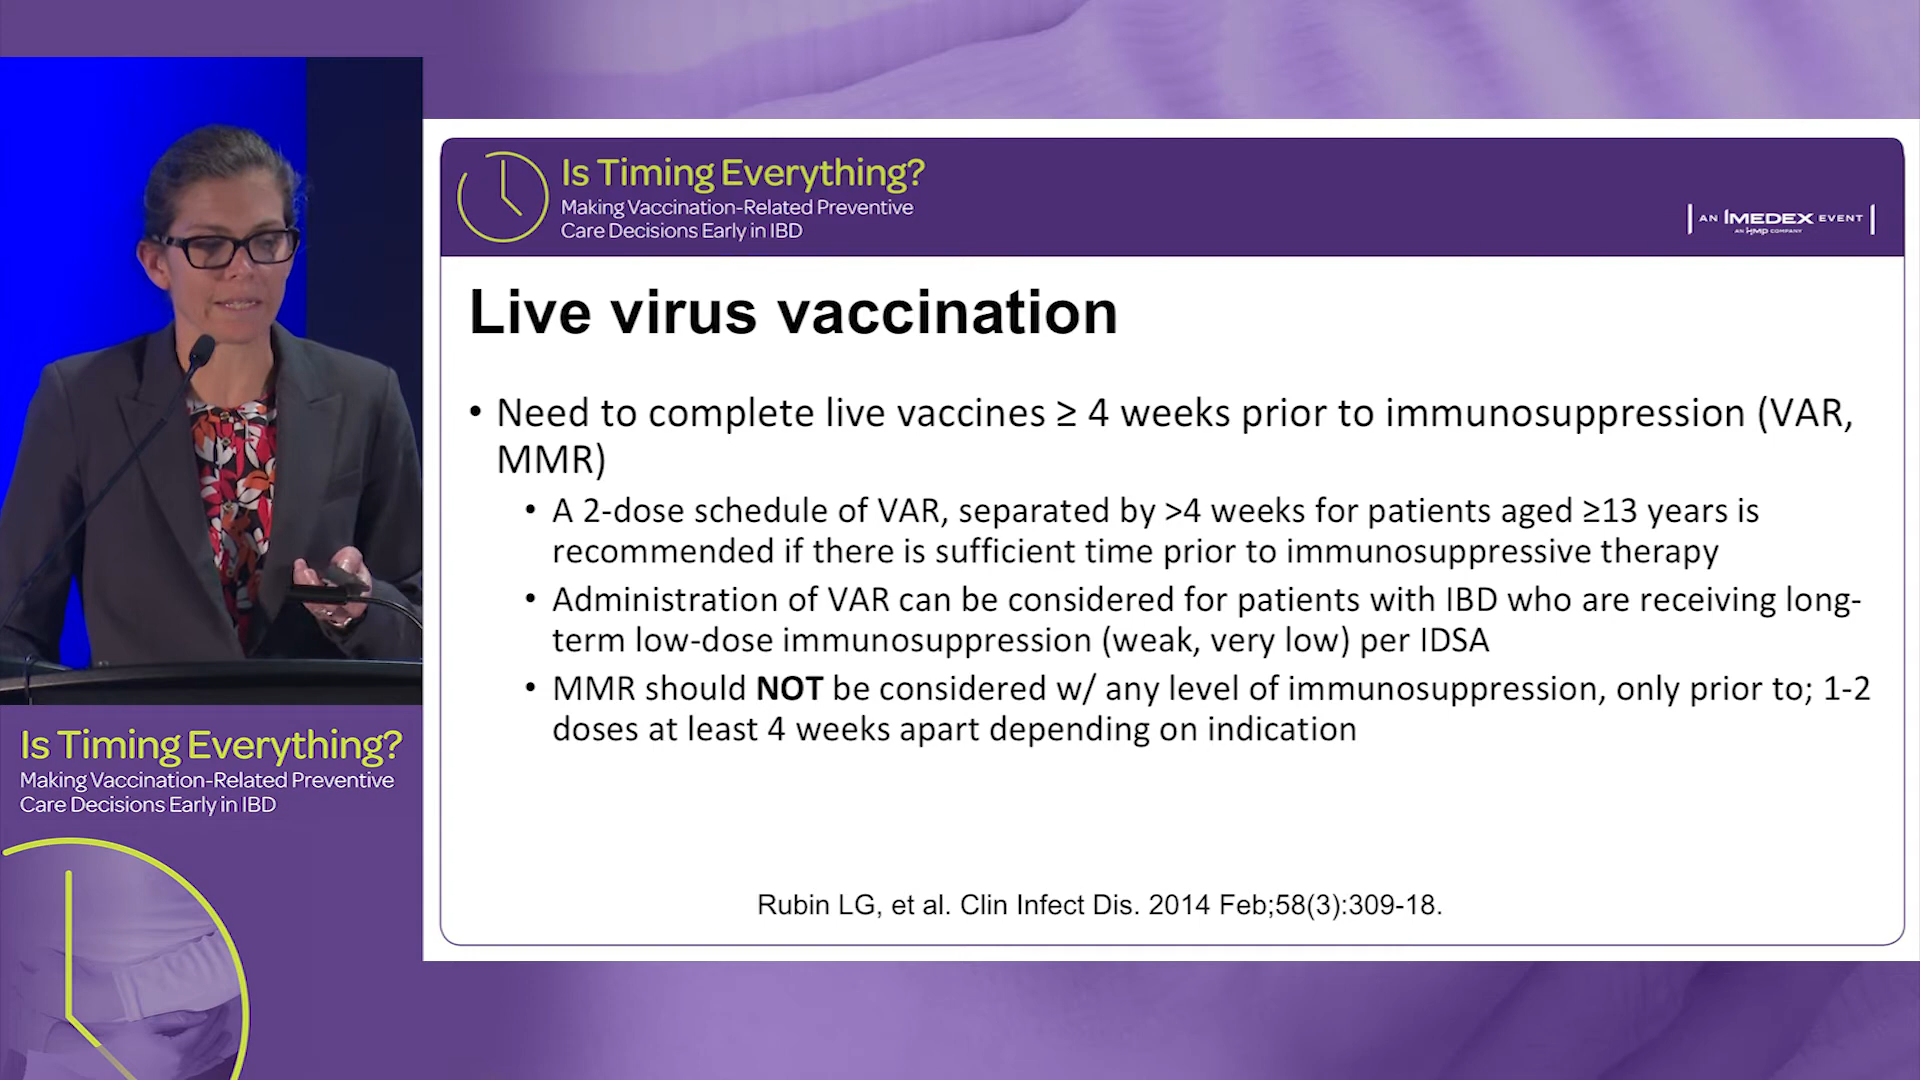 Is Timing Everything?
Making Vaccination-Related Preventive
Care Decisions Early in IBD
AN IMEDEX EVENT
AN HMP COMPANY
Live virus vaccination
• Need to complete live vaccines ≥ 4 weeks prior to immunosuppression (VAR,
MMR)
• A 2-dose schedule of VAR, separated by >4 weeks for patients aged ≥13 years is
recommended if there is sufficient time prior to immunosuppressive therapy
• Administration of VAR can be considered for patients with IBD who are receiving long-
term low-dose immunosuppression (weak, very low) per IDSA
• MMR should NOT be considered w/ any level of immunosuppression, only prior to; 1-2
doses at least 4 weeks apart depending on indication
Rubin LG, et al. Clin Infect Dis. 2014 Feb;58(3):309-18.
Is Timing Everything?
Making Vaccination-Related Preventive
Care Decisions Early in IBD